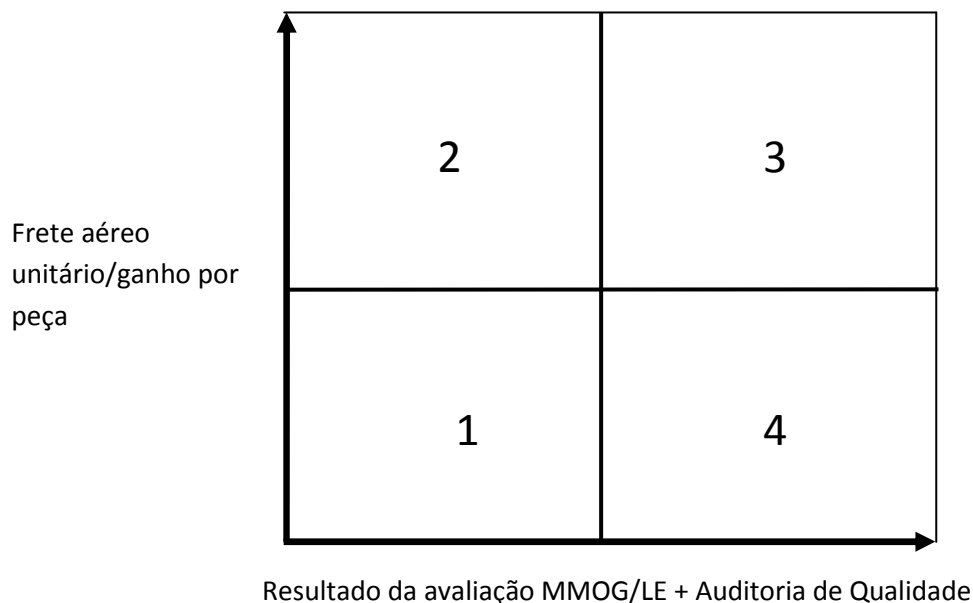 2
3
Frete aéreo
unitário/ganho por
peça
1
4
Resultado da avaliação MMOG/LE + Auditoria de Qualidade